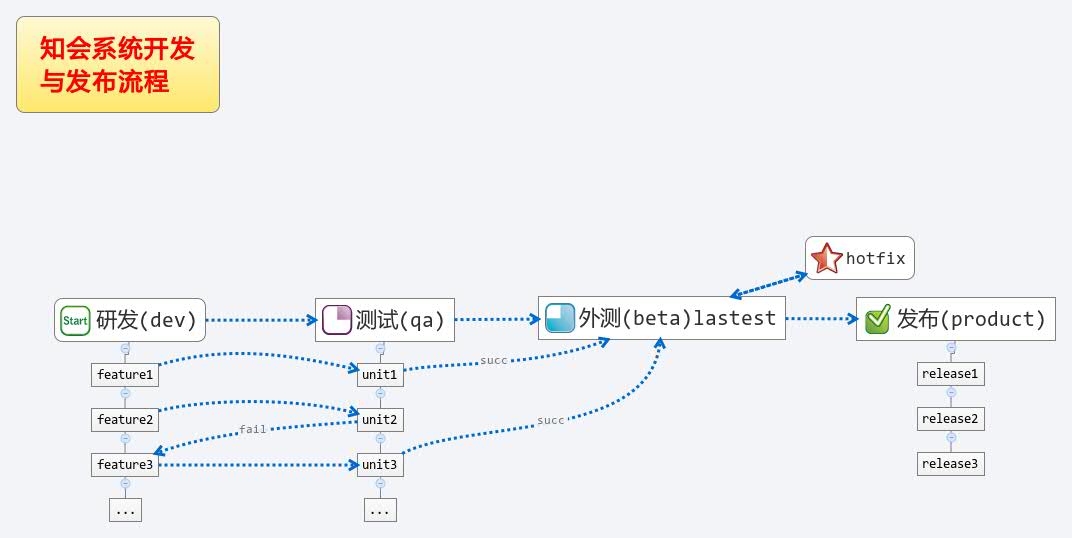 知会系统开发
与发布流程
hotfix
Start 研发(dev)
测试(qa)
外测(beta)lastest
发布(product)
succ
feature1
unit1
release1
feature2
unit2
release2
succ
fail
feature3
unit3
release3
...
...